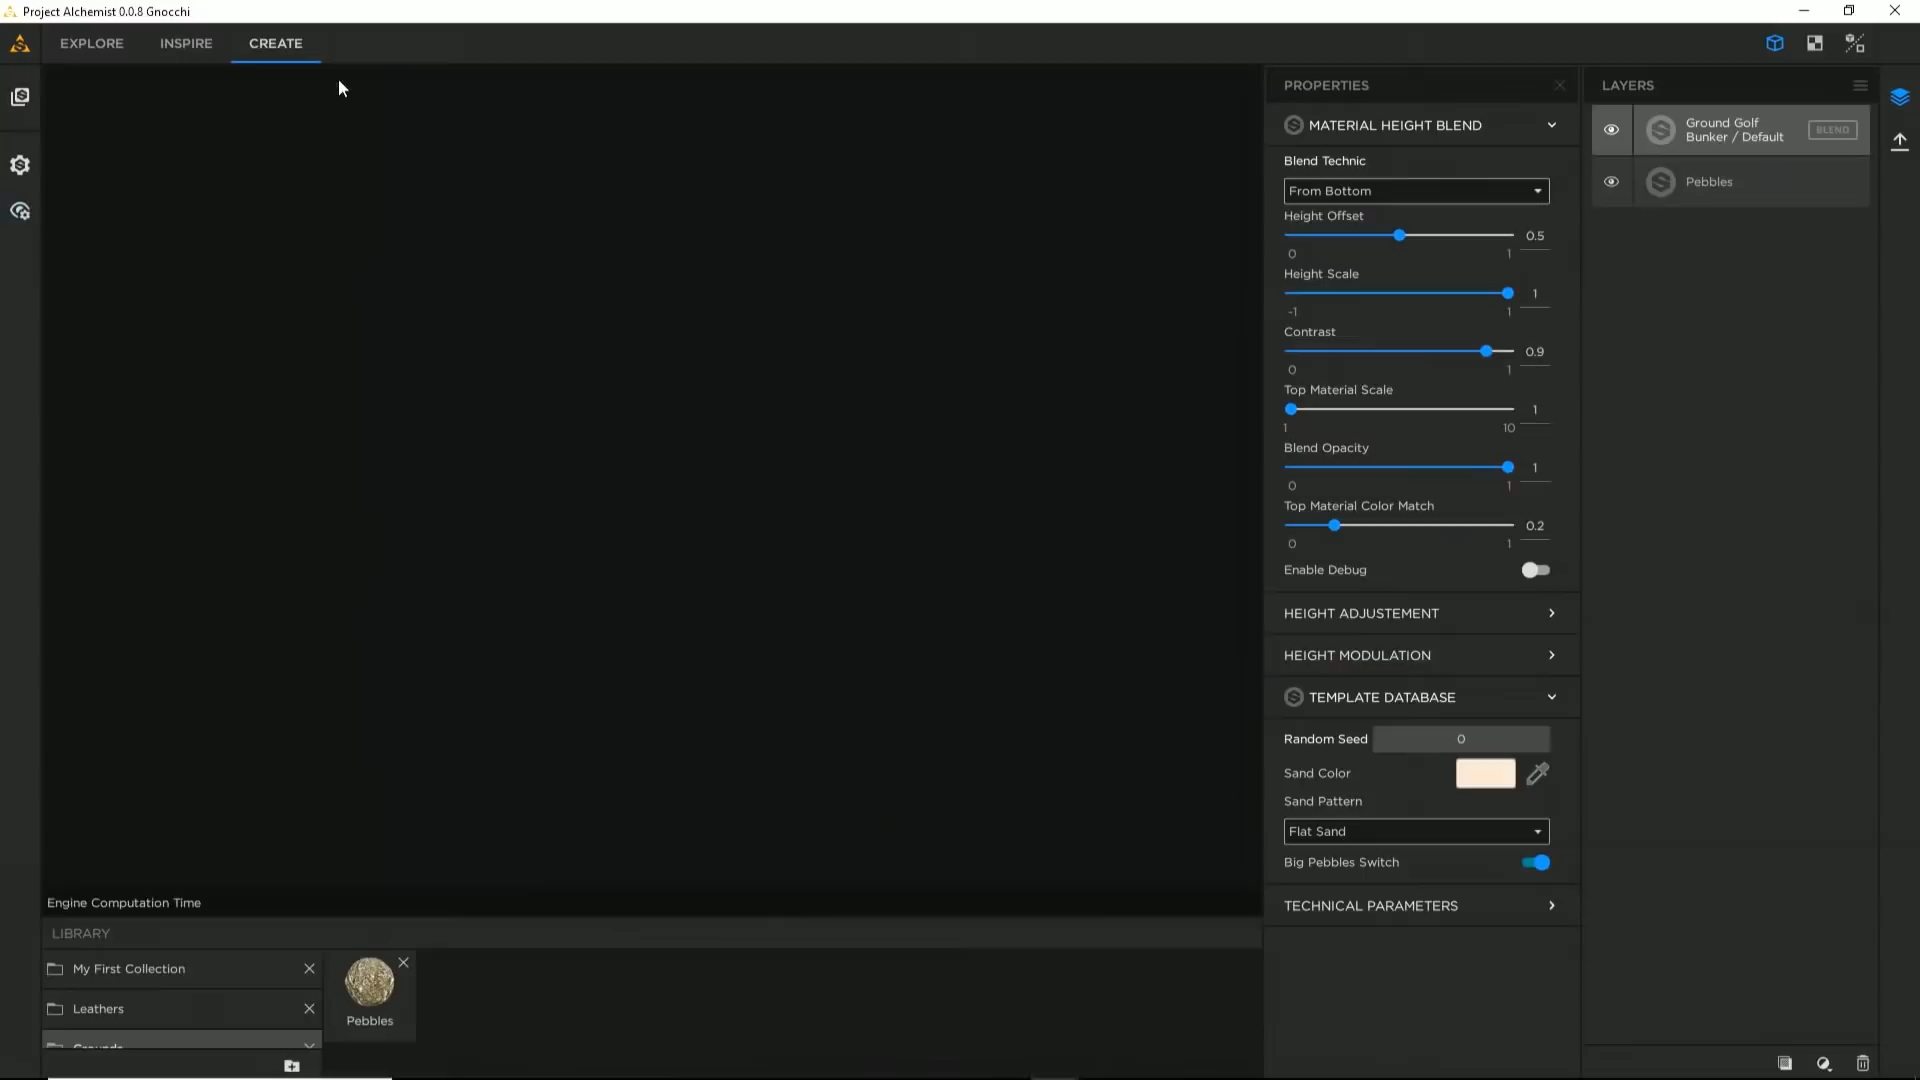 Project Alchemist 0.0.8 Gnocchi
EXPLORE
INSPIRE
CREATE
PROPERTIES
MATERIAL HEIGHT BLEND
Blend Technic
From Bottom
Height Offset
0.5
0
1
Height Scale
1
-1
1
Contrast
0.9
0
1
Top Material Scale
1
1
10
Blend Opacity
1
0
1
Top Material Color Match
0.2
0
1
Enable Debug
HEIGHT ADJUSTEMENT
HEIGHT MODULATION
TEMPLATE DATABASE
Random Seed
0
Sand Color
Sand Pattern
Flat Sand
Big Pebbles Switch
TECHNICAL PARAMETERS
LAYERS
Ground Golf
Bunker / Default
BLEND
Pebbles
Engine Computation Time
LIBRARY
My First Collection
Leathers
Grounds
Pebbles